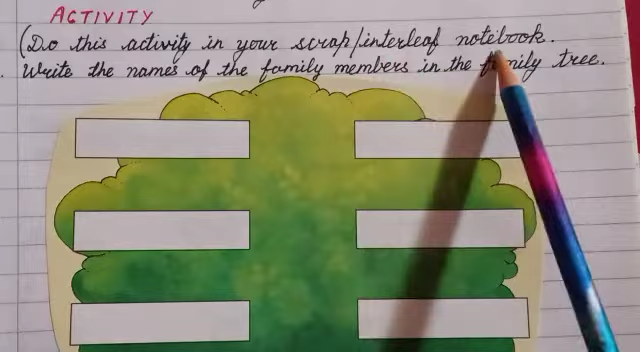 ACTIVITY
(Do this activity in your scrap/interleaf notebook.
Write the names of the family members in the family tree.